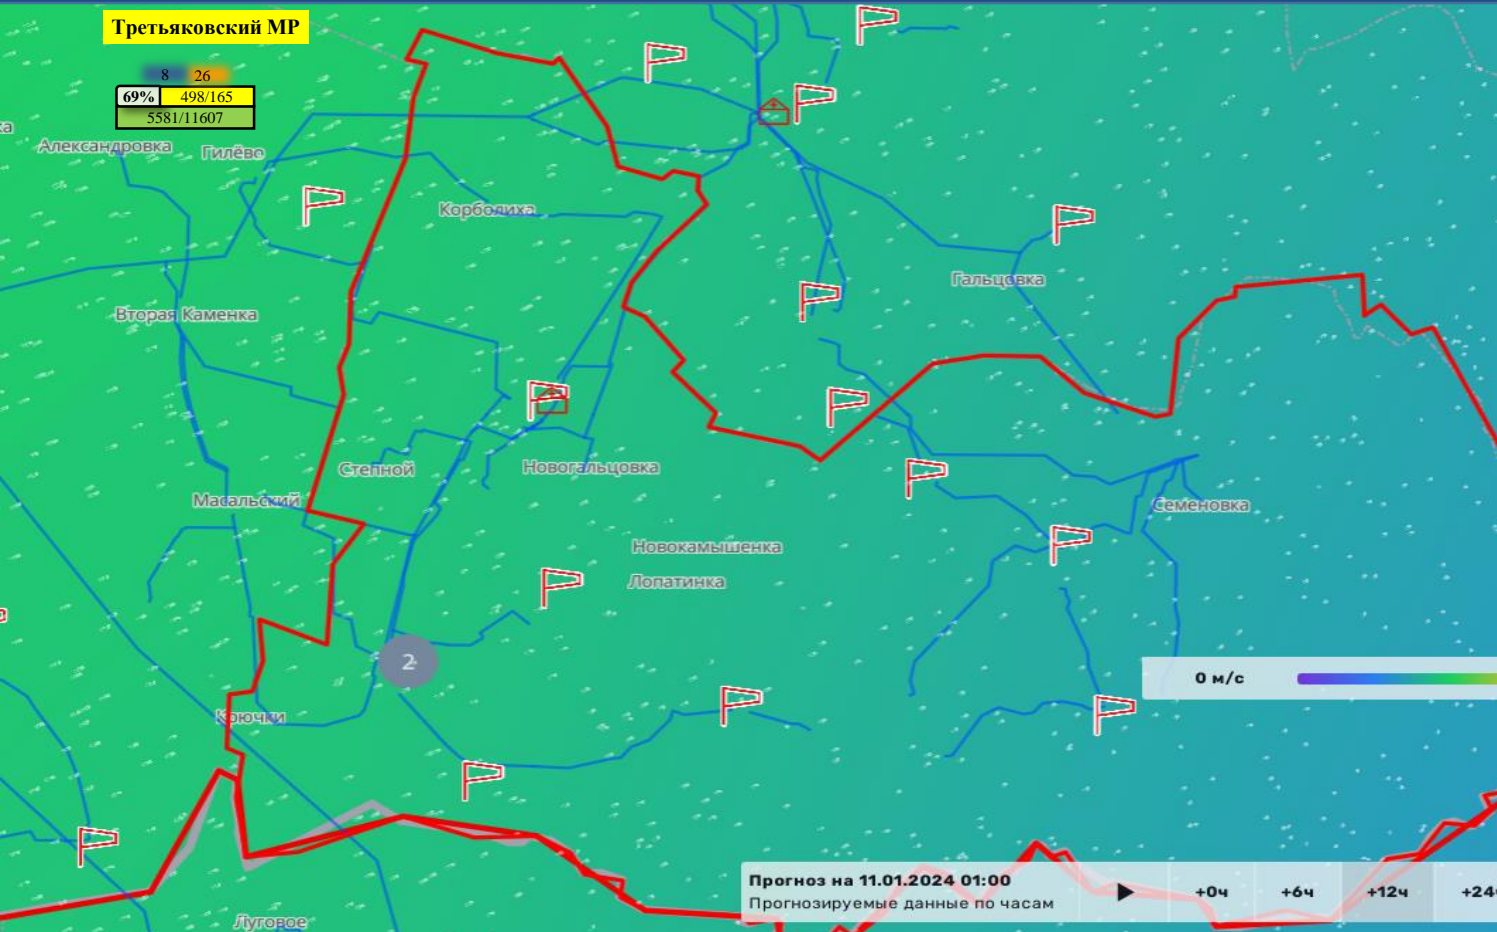 Третьяковский МР
8 26
69% 498/165
5581/11607
ка
Александровка
Гилёво
Корболиха
Гальцовка
Вторая Каменка
Степной
Новогальцовка
Масальский
Семеновка
Новокамышенка
Лопатинка
2
0 м/с
Крючки
Прогноз на 11.01.2024 01:00
Прогнозируемые данные по часам
+0ч +6ч +12ч +24ч
Луговое